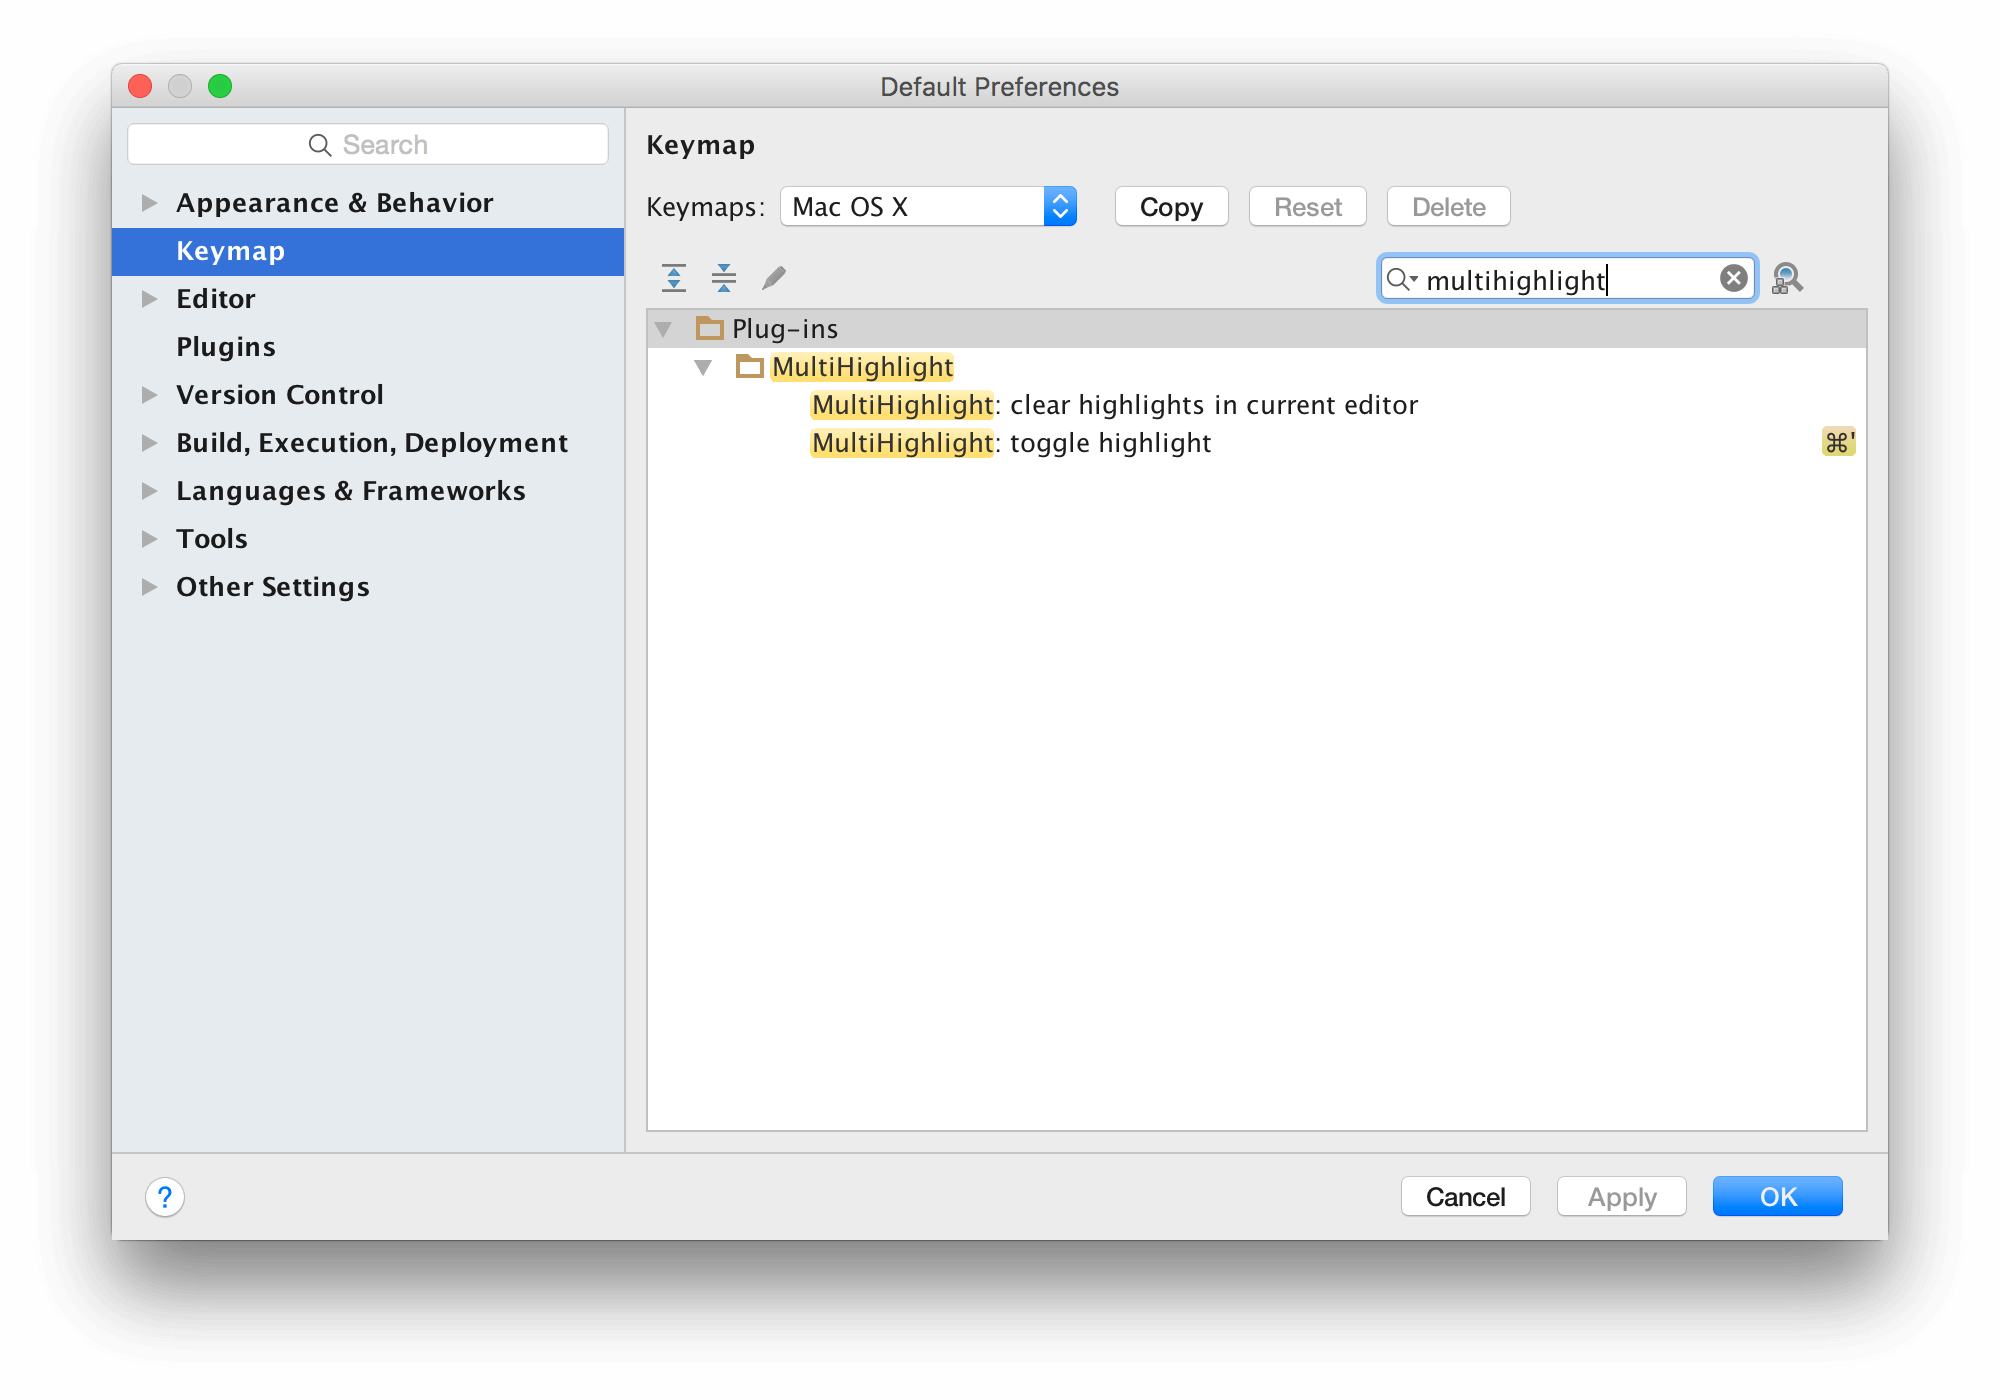 Default Preferences
Search
Appearance & Behavior
Keymap
Editor
Plugins
Version Control
Build, Execution, Deployment
Languages & Frameworks
Tools
Other Settings
Keymap
Keymaps: Mac OS X Copy Reset Delete
multihighlight
Plug-ins
MultiHighlight
MultiHighlight: clear highlights in current editor
MultiHighlight: toggle highlight ⌘'
? Cancel Apply OK